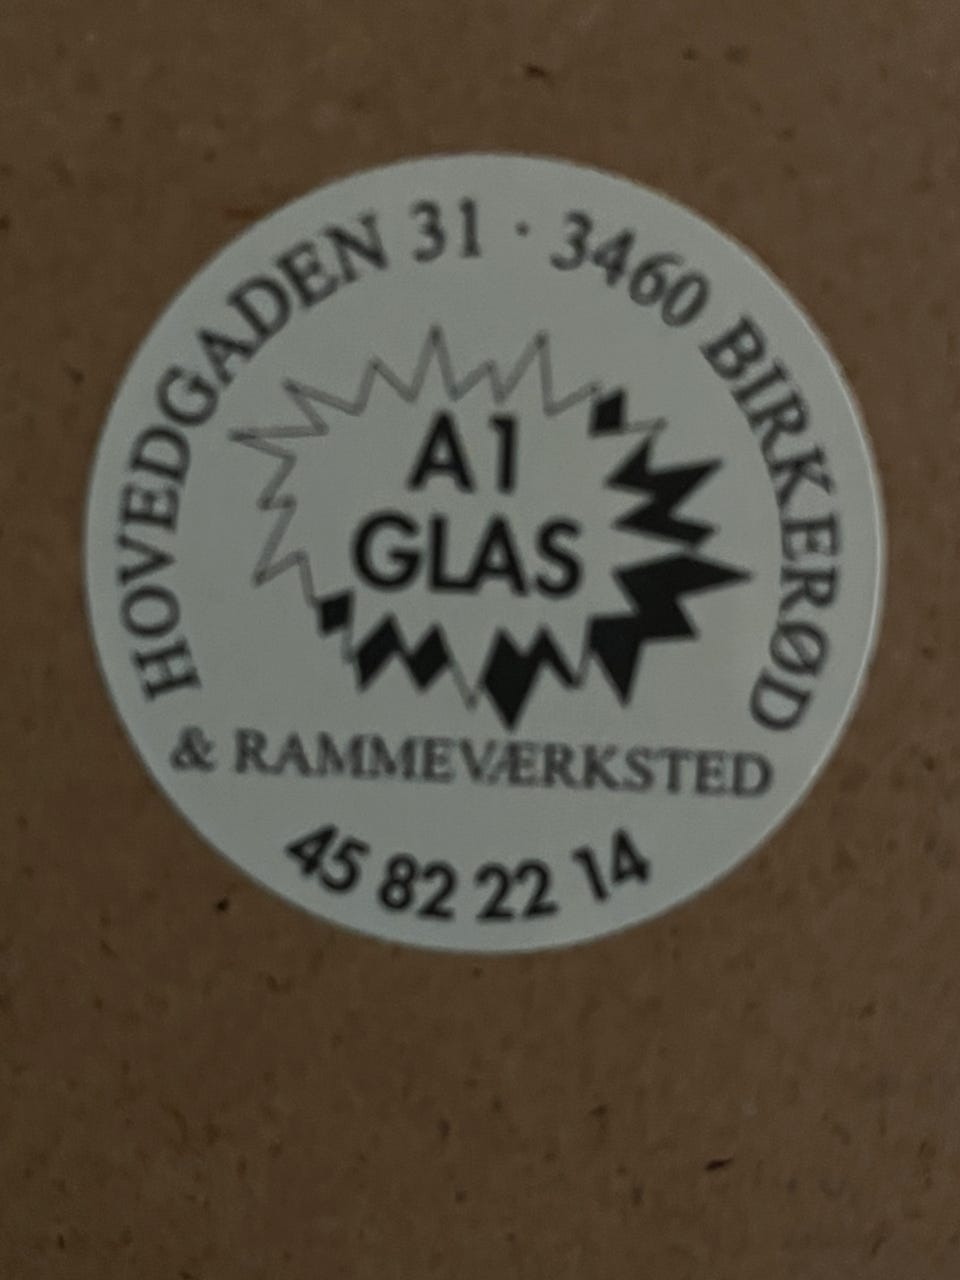 HOVEDGADEN 31 · 3460 BIRKERØD
A1
GLAS
& RAMMEVÆRKSTED
45 82 22 14